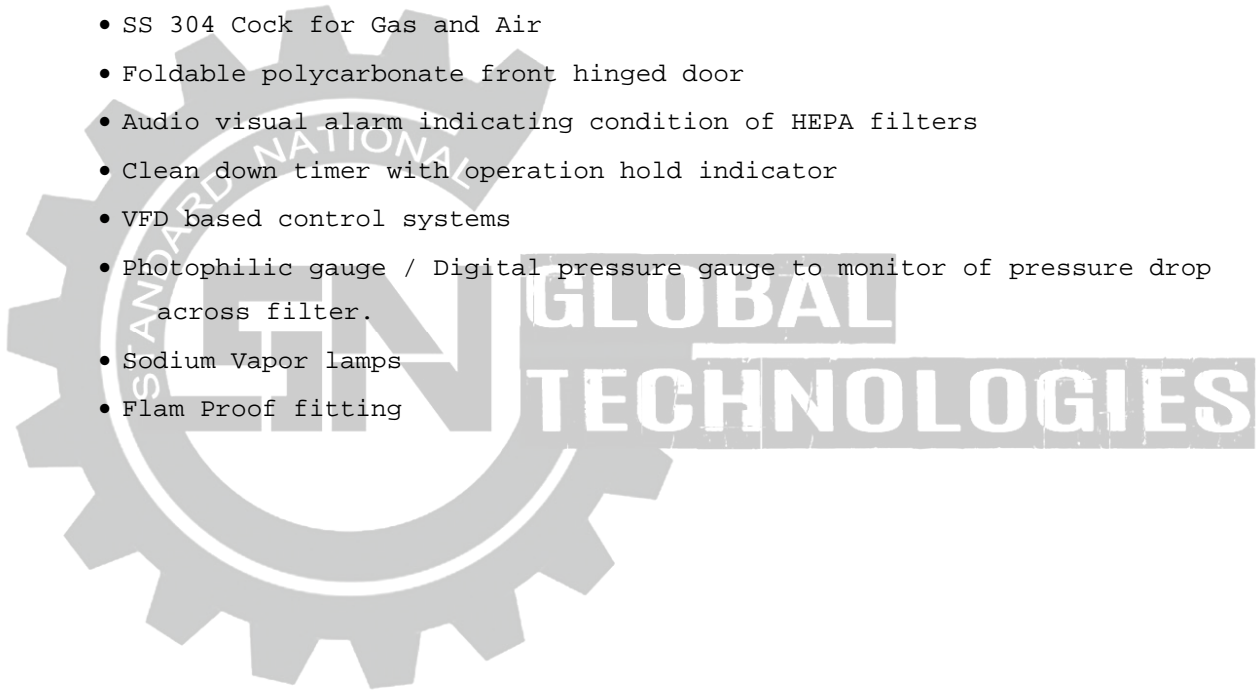 • SS 304 Cock for Gas and Air
• Foldable polycarbonate front hinged door
• Audio visual alarm indicating condition of HEPA filters
• Clean down timer with operation hold indicator
• VFD based control systems
• Photophilic gauge / Digital pressure gauge to monitor of pressure drop
across filter.
• Sodium Vapor lamps
• Flam Proof fitting
STANDARD NATIONAL
GN
GLOBAL
TECHNOLOGIES